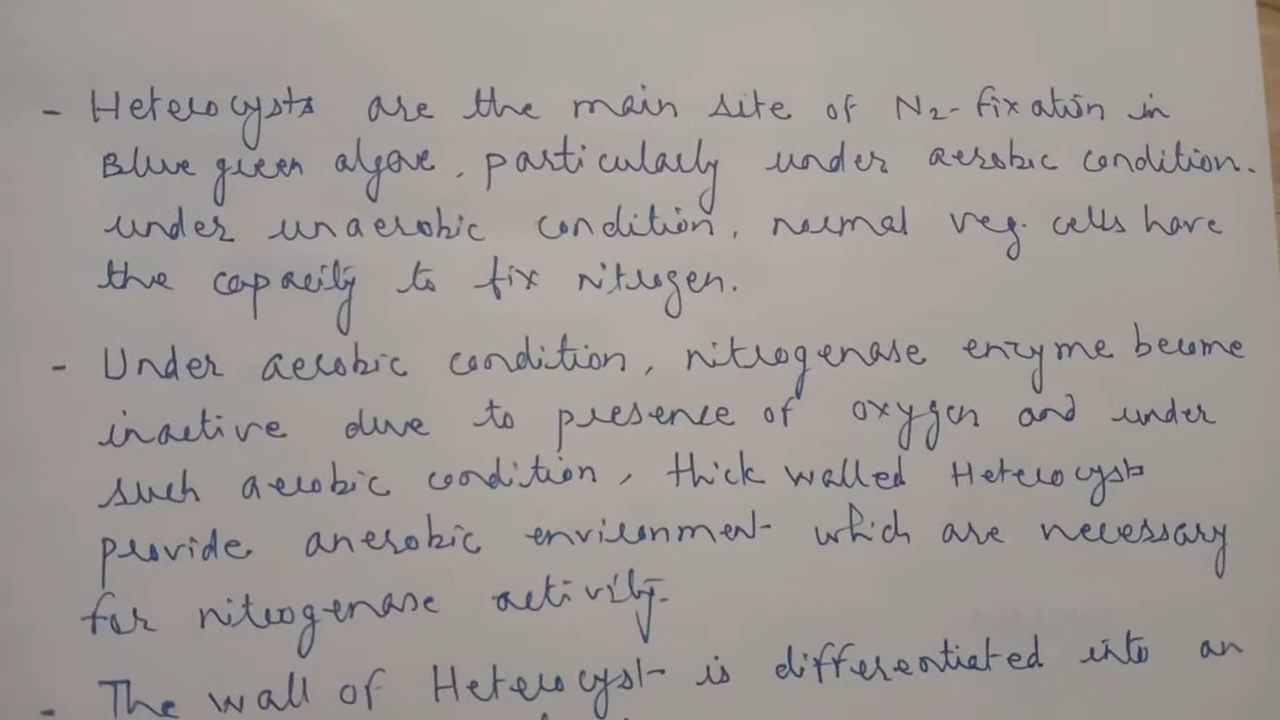 - Heterocysts are the main site of N2-fixation in
Blue green algae, particularly under aerobic condition.
under unaerobic condition, normal veg. cells have
the capacity to fix nitrogen.
- Under aerobic condition, nitrogenase enzyme become
inactive due to presence of oxygen and under
such aerobic condition, thick walled Heterocyst
provide anerobic environment which are necessary
for nitrogenase activity.
- The wall of Heterocyst is differentiated into an